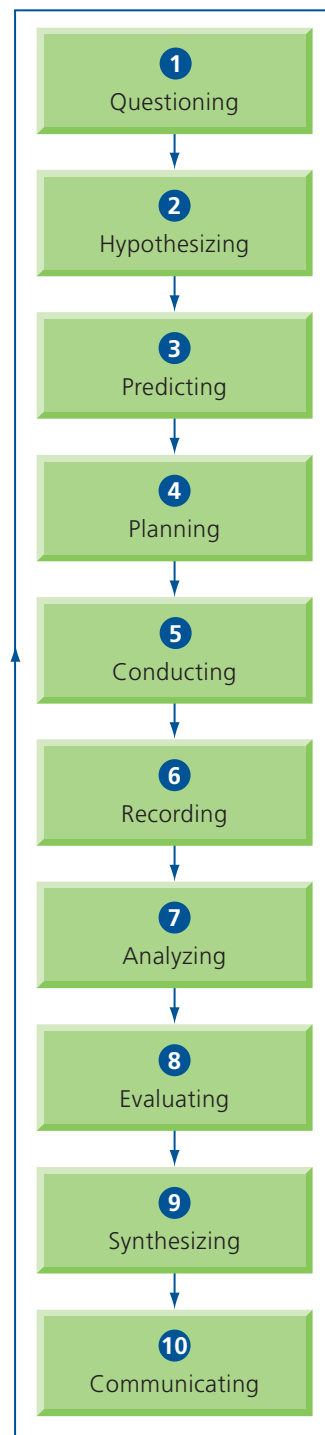 1
Questioning
2
Hypothesizing
3
Predicting
4
Planning
5
Conducting
6
Recording
7
Analyzing
8
Evaluating
9
Synthesizing
10
Communicating